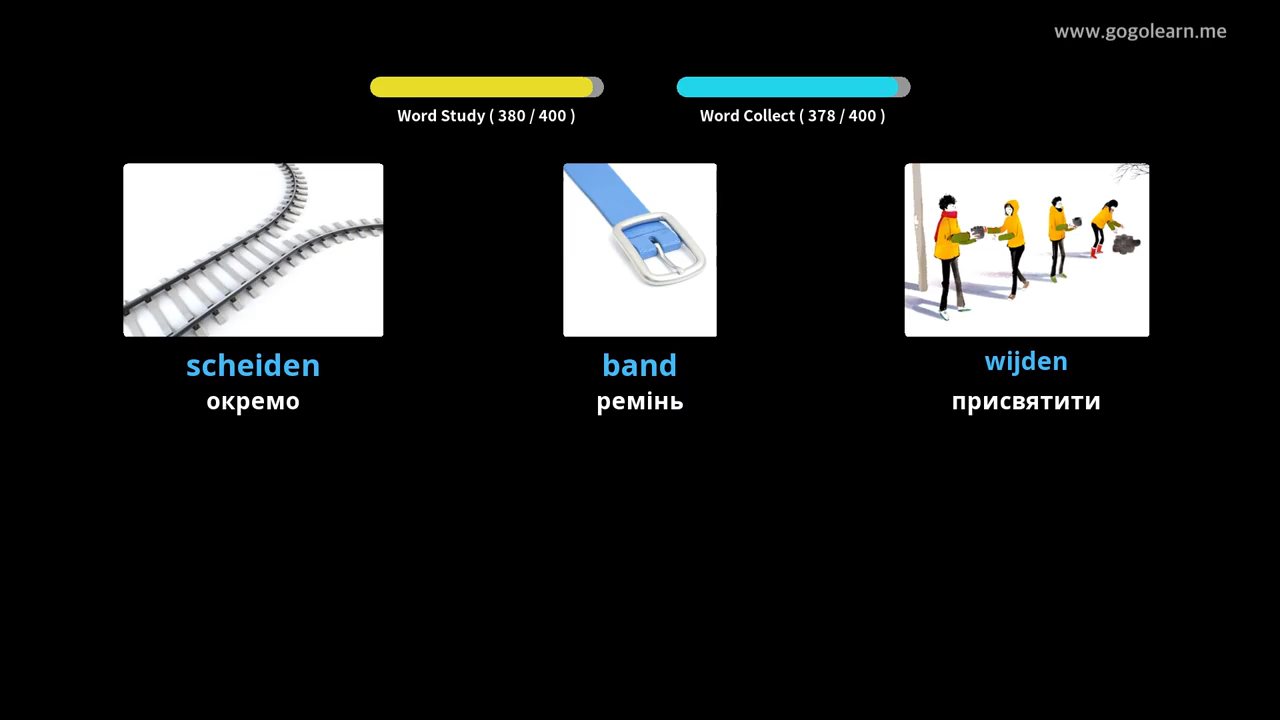 www.gogolearn.me
Word Study ( 380 / 400 )
Word Collect ( 378 / 400 )
scheiden
окремо
band
ремінь
wijden
присвятити